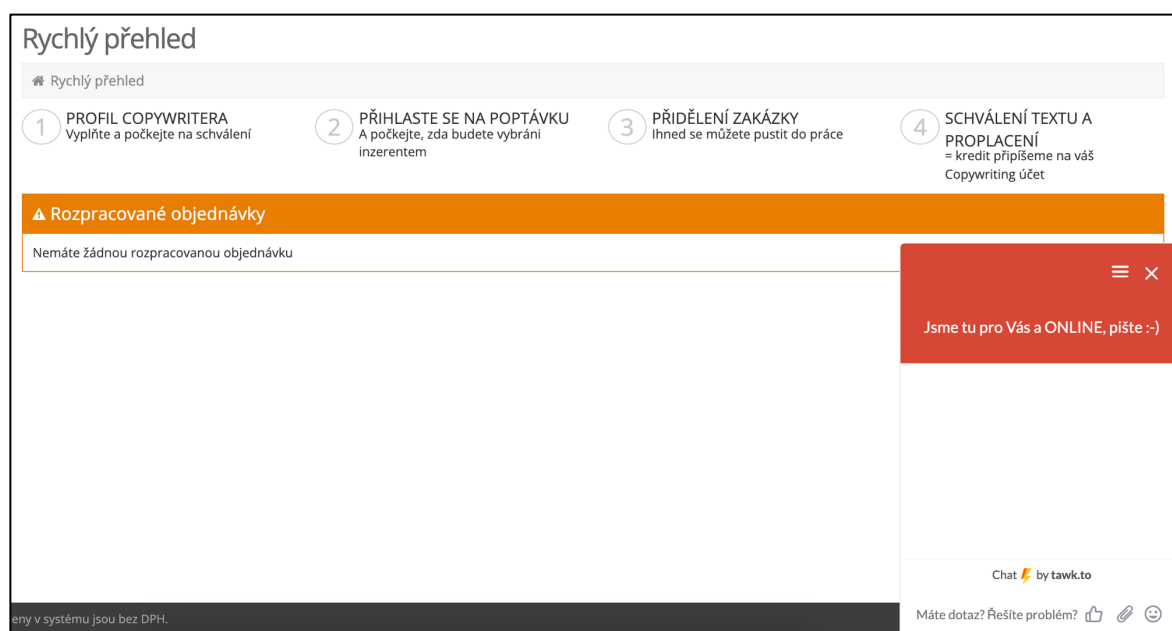 Rychlý přehled
Rychlý přehled
1 PROFIL COPYWRITERA
Vyplňte a počkejte na schválení
2 PŘIHLASTE SE NA POPTÁVKU
A počkejte, zda budete vybráni
inzerentem
3 PŘIDĚLENÍ ZAKÁZKY
Ihned se můžete pustit do práce
4 SCHVÁLENÍ TEXTU A
PROPLACENÍ
= kredit připíšeme na váš
Copywriting účet
Rozpracované objednávky
Nemáte žádnou rozpracovanou objednávku
Jsme tu pro Vás a ONLINE, pište :-)
Chat by tawk.to
Máte dotaz? Řešíte problém?
eny v systému jsou bez DPH.